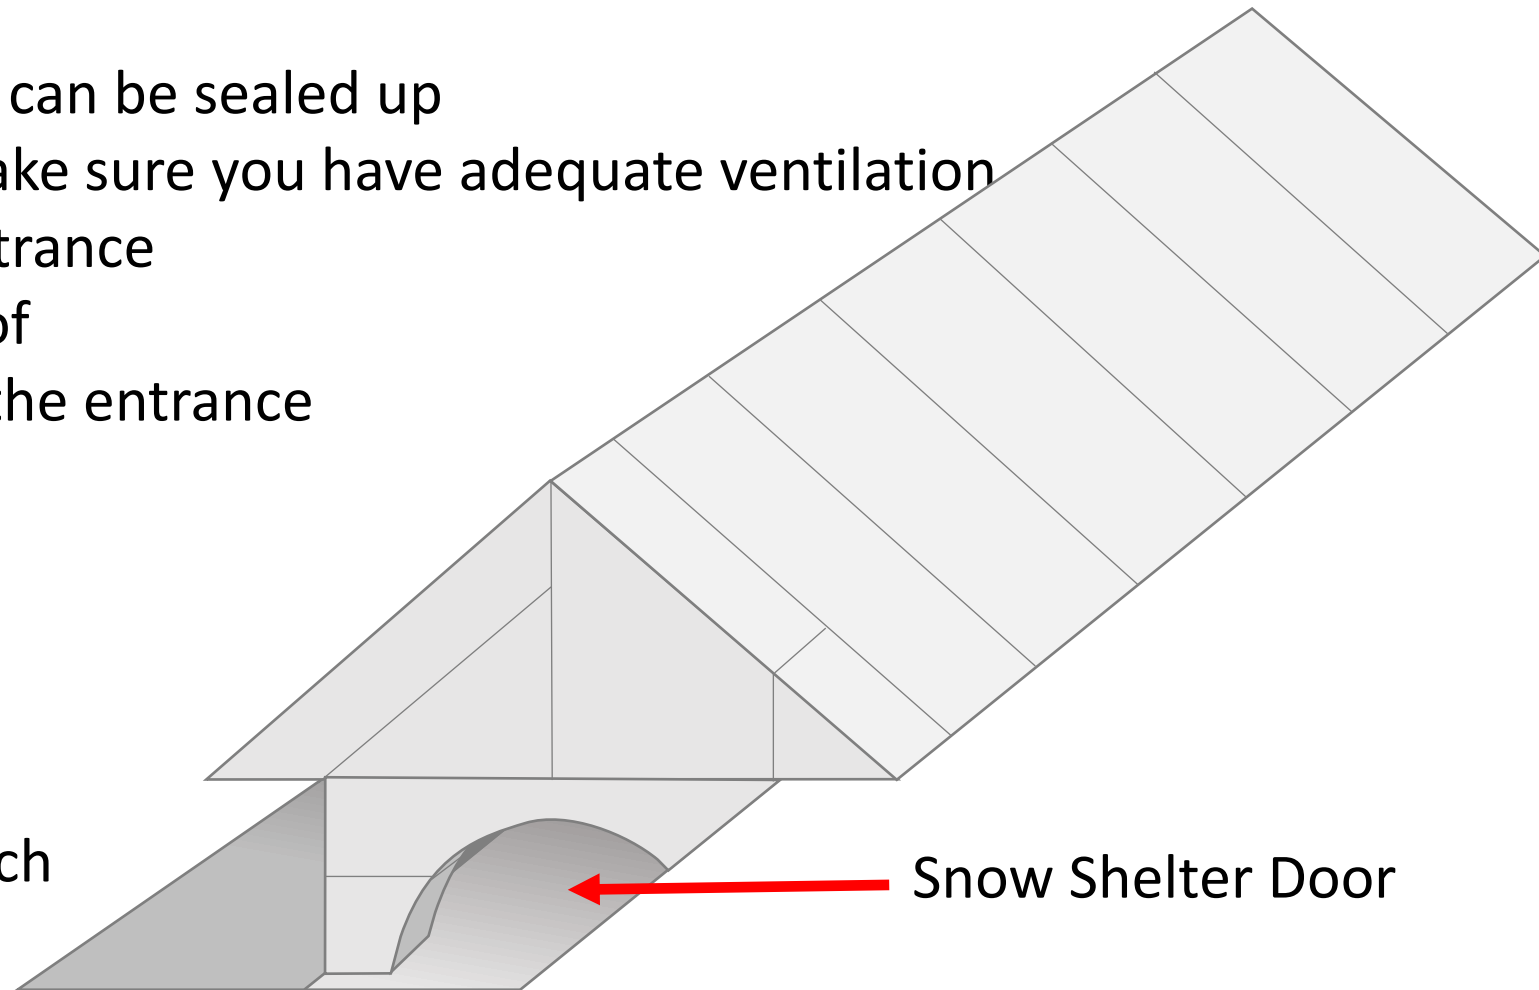 can be sealed up
ake sure you have adequate ventilation
trance
of
the entrance
ch
Snow Shelter Door